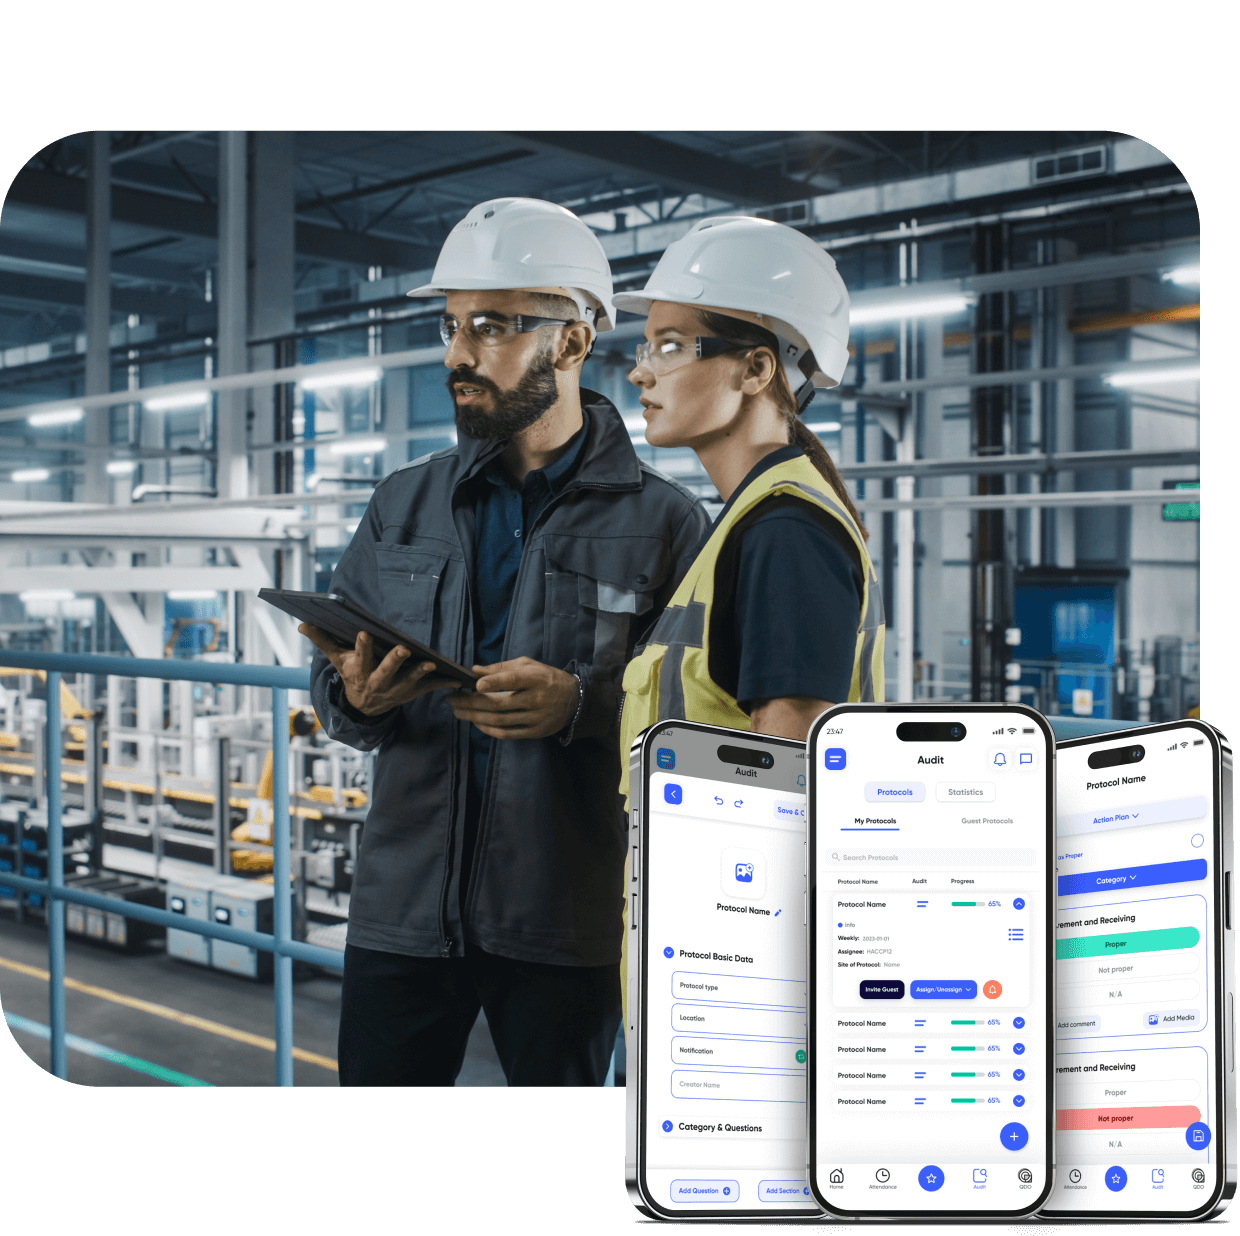 23:47
Audit
Save &
Protocol Name
Protocol Basic Data
Protocol type
Location
Notification
Creator Name
Category & Questions
Add Question
Add Section
23:47
Audit
Protocols
Statistics
My Protocols
Guest Protocols
Search Protocols
Protocol Name Audit Progress
Protocol Name 65%
Info
Weekly: 2023-01-01
Assignee: HACCP12
Site of Protocol: Name
Invite Guest
Assign/Unassign
Protocol Name 65%
Protocol Name 65%
Protocol Name 65%
Protocol Name 65%
Home
Attendance
Audit
QDO
Protocol Name
Action Plan
as Proper
Category
rement and Receiving
Proper
Not proper
N/A
Add comment
Add Media
rement and Receiving
Proper
Not proper
N/A
Attendance
Audit
QDO